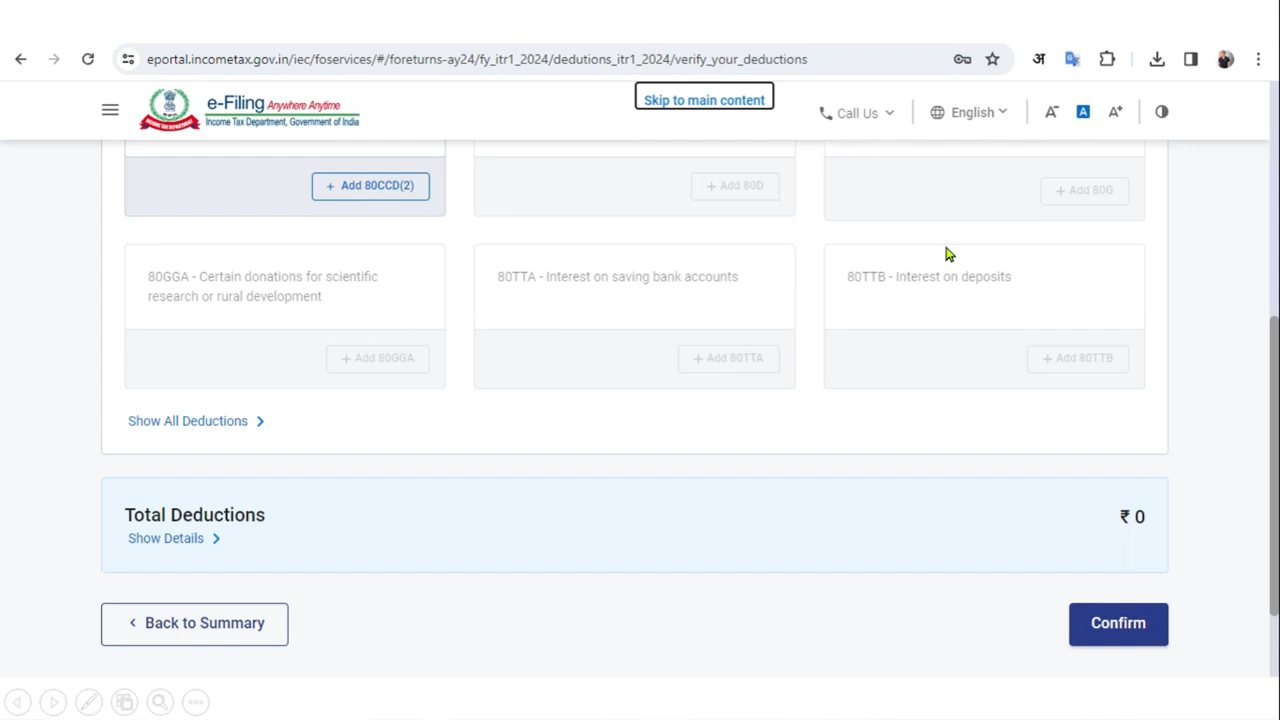 eportal.incometax.gov.in/iec/foservices/#/foreturns-ay24/fy_itr1_2024/dedutions_itr1_2024/verify_your_deductions
अ
e-Filing Anywhere Anytime
Income Tax Department, Government of India
Skip to main content
Call Us
English
A-
A
A+
+ Add 80CCD(2)
+ Add 80D
+ Add 80G
80GGA - Certain donations for scientific
research or rural development
80TTA - Interest on saving bank accounts
80TTB - Interest on deposits
+ Add 80GGA
+ Add 80TTA
+ Add 80TTB
Show All Deductions >
Total Deductions
₹ 0
Show Details >
< Back to Summary
Confirm